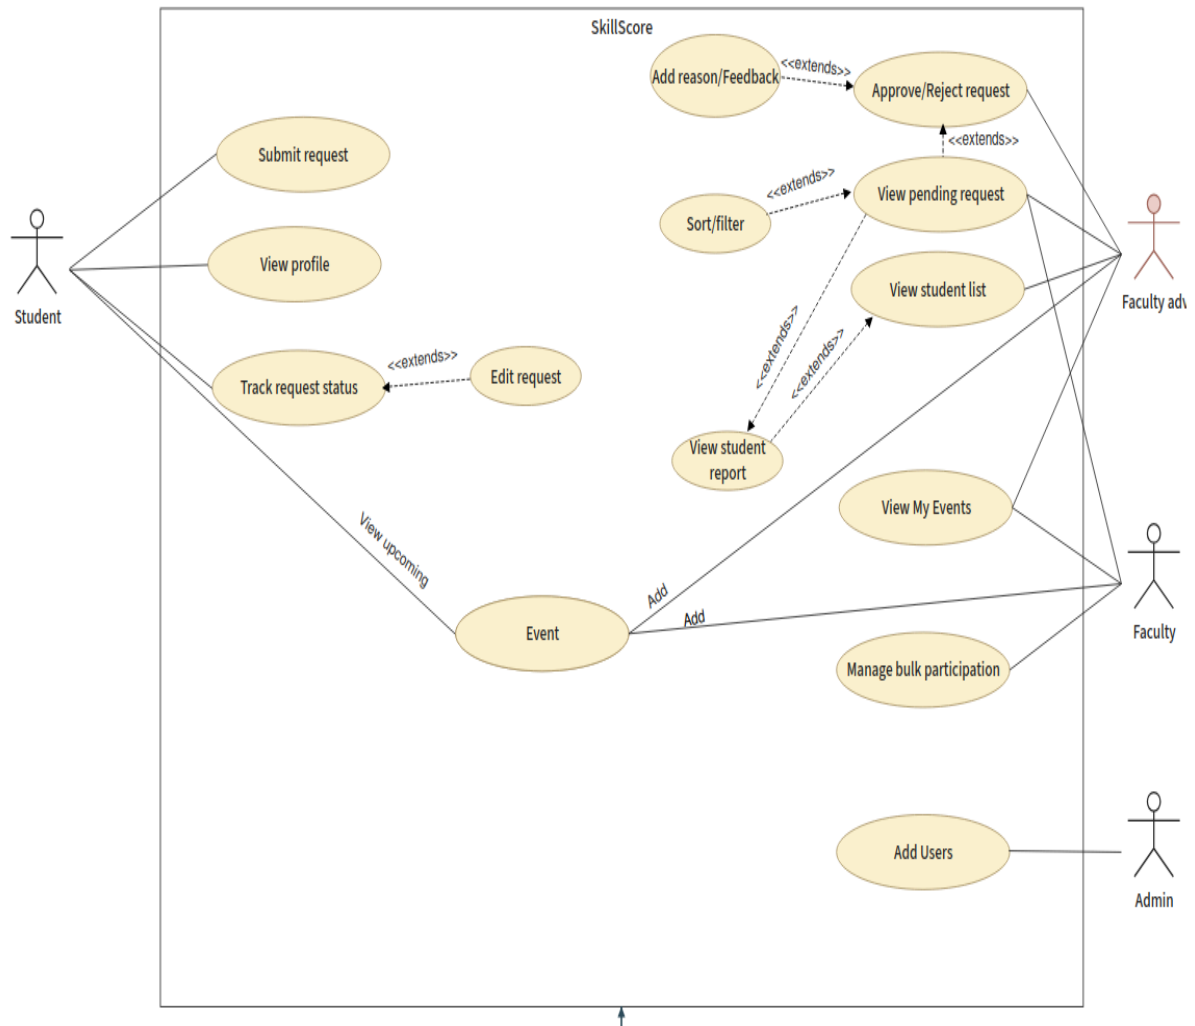 SkillScore
Add reason/Feedback
<<extends>>
Approve/Reject request
<<extends>>
Submit request
<<extends>>
View pending request
Sort/filter
View profile
View student list
Student
Faculty adv
<<extends>>
<<extends>>
<<extends>>
Track request status
Edit request
View student
report
View My Events
View upcoming
Add
Add
Event
Faculty
Manage bulk participation
Add Users
Admin